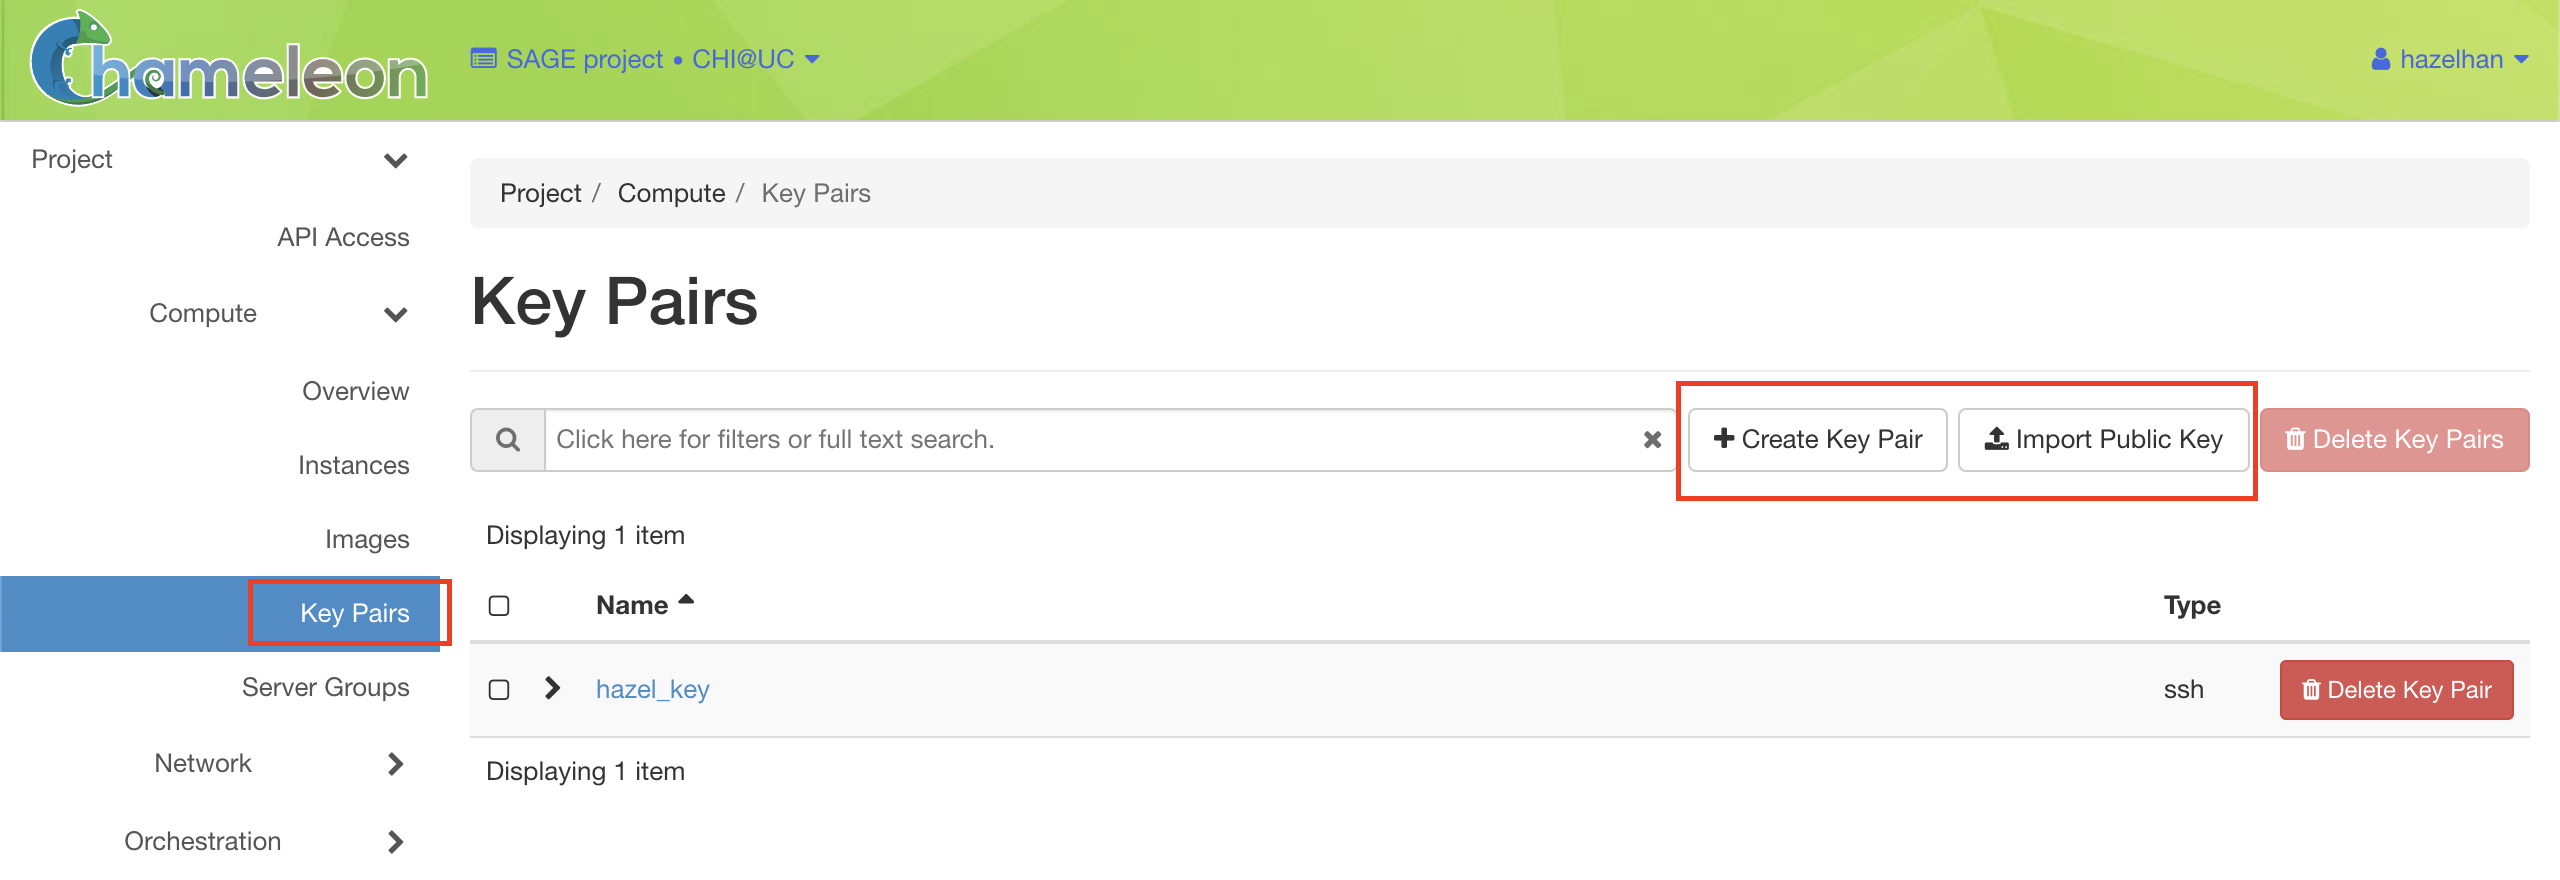 Chameleon
SAGE project • CHI@UC
hazelhan
Project
API Access
Compute
Overview
Instances
Images
Key Pairs
Server Groups
Network
Orchestration
Project / Compute / Key Pairs
Key Pairs
Click here for filters or full text search.
Create Key Pair
Import Public Key
Delete Key Pairs
Displaying 1 item
Name Type
hazel_key ssh Delete Key Pair
Displaying 1 item